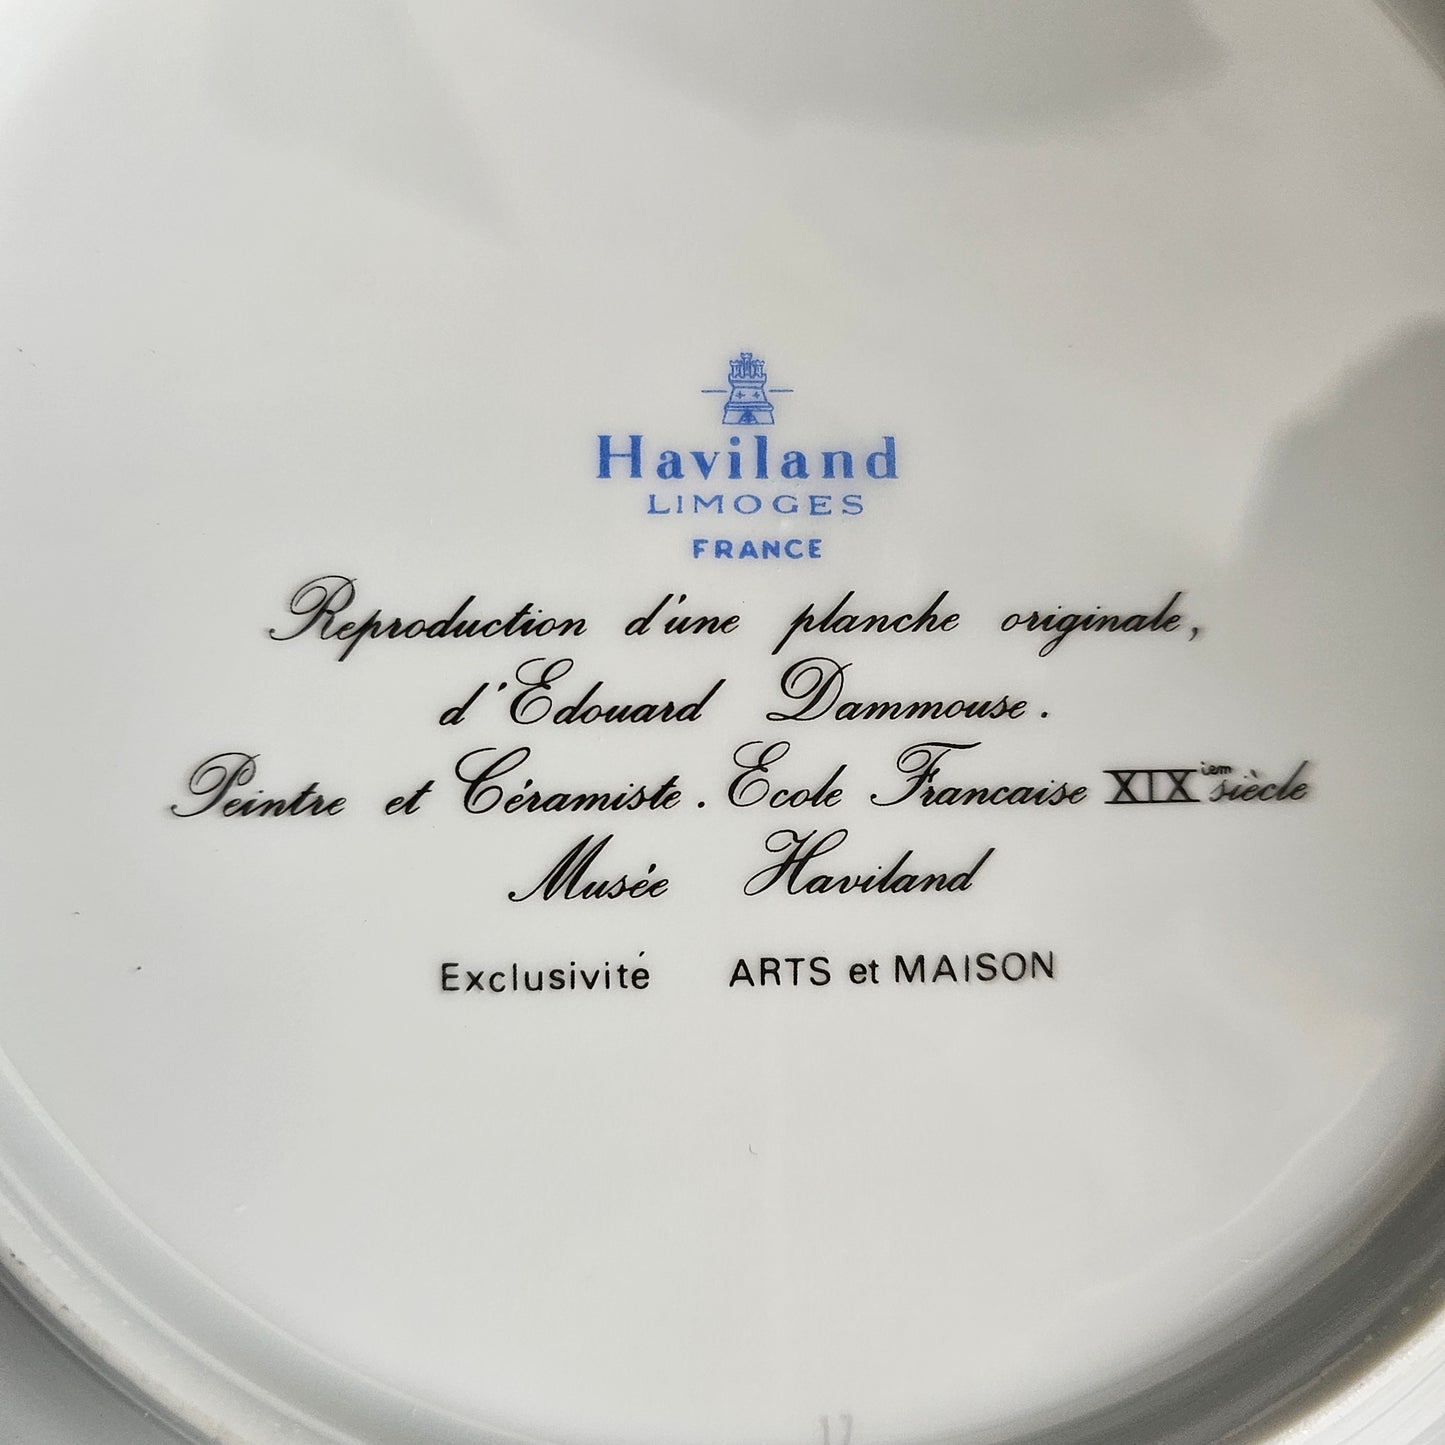 Haviland
LIMOGES
FRANCE
Reproduction d'une planche originale,
d'Edouard Dammouse.
Peintre et Céramiste. Ecole Francaise XIXiem siècle
Musée Haviland
Exclusivité ARTS et MAISON